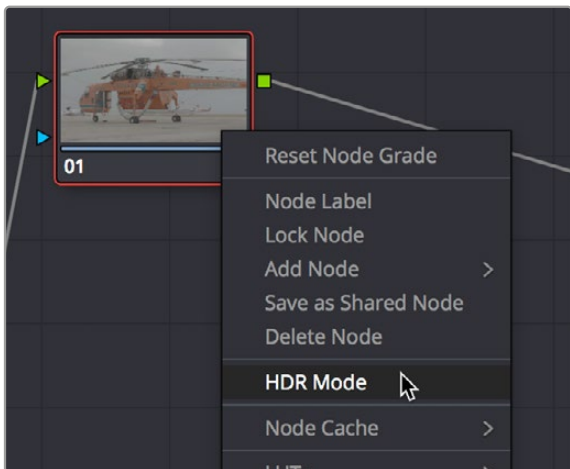 01
Reset Node Grade
Node Label
Lock Node
Add Node >
Save as Shared Node
Delete Node
HDR Mode
Node Cache >
LUT >